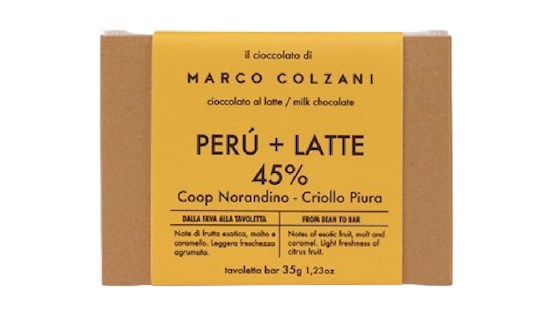 il cioccolato di
MARCO COLZANI
cioccolato al latte / milk chocolate
PERÚ + LATTE
45%
Coop Norandino - Criollo Piura
DALLA FAVA ALLA TAVOLETTA
Note di frutta esotica, malto e
caramello. Leggera freschezza
agrumata.
FROM BEAN TO BAR
Notes of esotic fruit, malt and
caramel. Light freshness of
citrus fruit.
tavoletta bar 35g 1,23oz